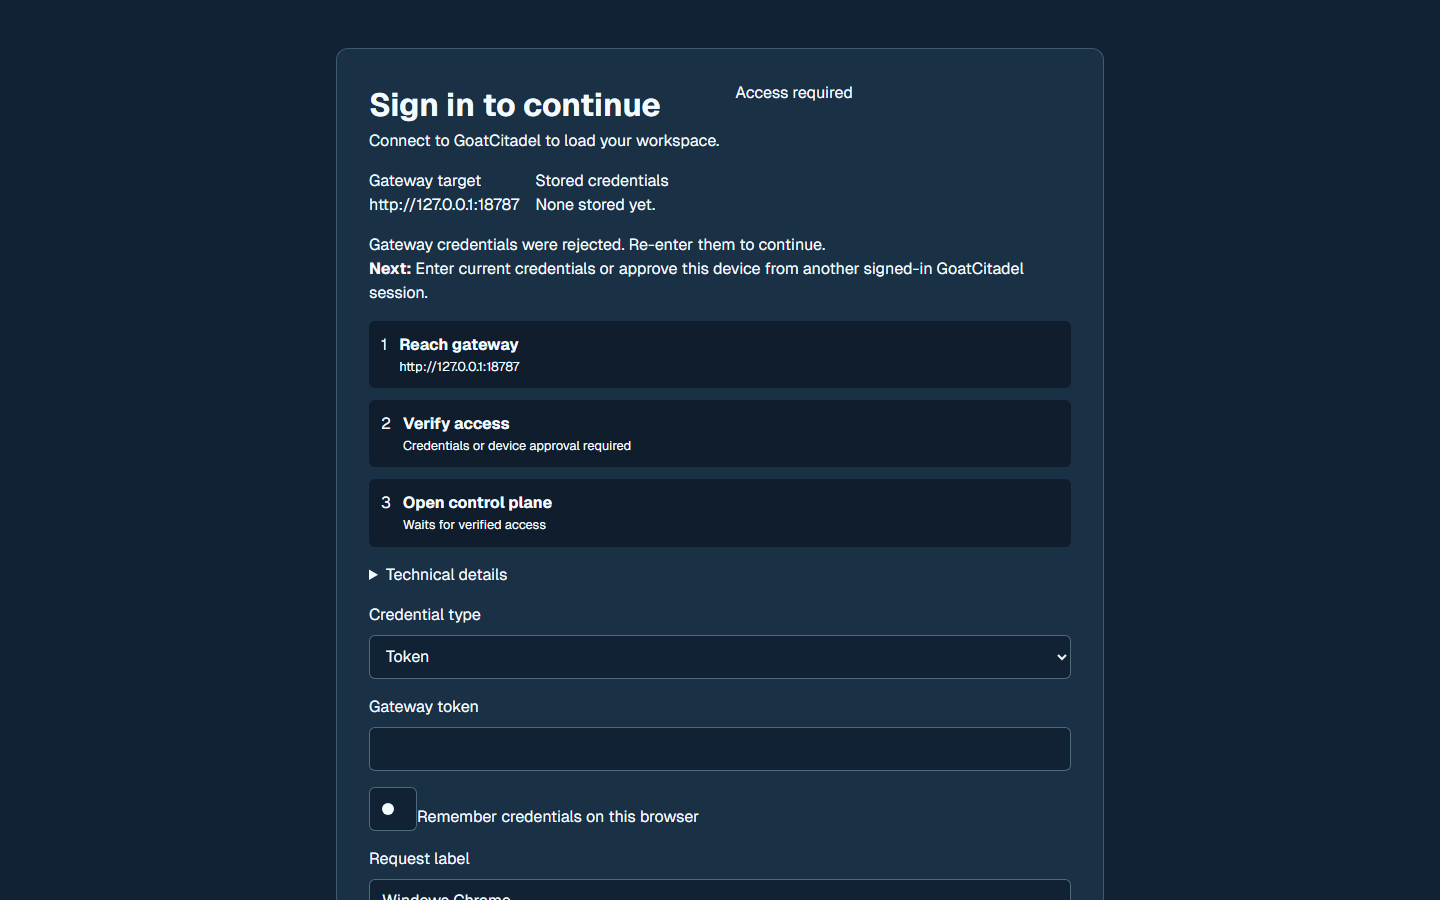 Sign in to continue
Access required
Connect to GoatCitadel to load your workspace.
Gateway target
http://127.0.0.1:18787
Stored credentials
None stored yet.
Gateway credentials were rejected. Re-enter them to continue.
Next: Enter current credentials or approve this device from another signed-in GoatCitadel
session.
1 Reach gateway
http://127.0.0.1:18787
2 Verify access
Credentials or device approval required
3 Open control plane
Waits for verified access
Technical details
Credential type
Token
Gateway token
Remember credentials on this browser
Request label
Windows Chrome